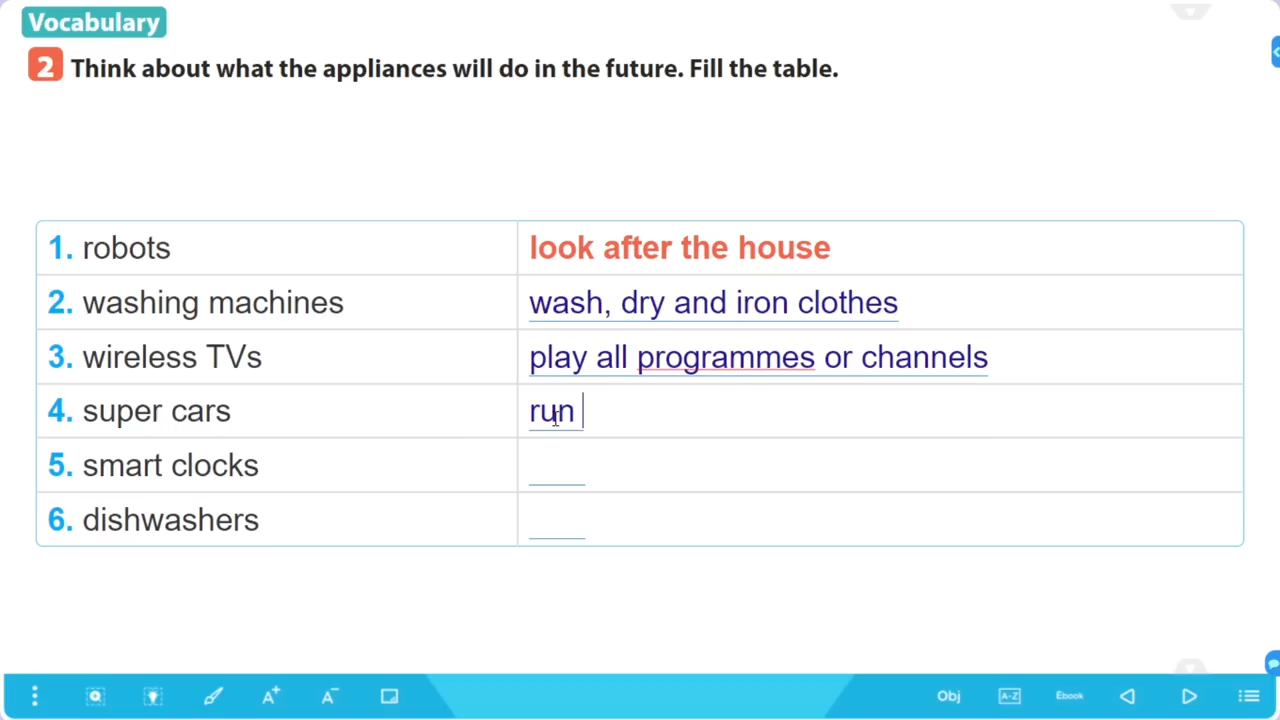 Vocabulary
2 Think about what the appliances will do in the future. Fill the table.
1. robots look after the house
2. washing machines wash, dry and iron clothes
3. wireless TVs play all programmes or channels
4. super cars run
5. smart clocks
6. dishwashers
A+ A- Obj A-Z Ebook